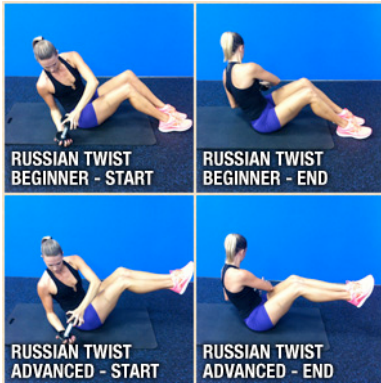 RUSSIAN TWIST
BEGINNER - START
RUSSIAN TWIST
BEGINNER - END
RUSSIAN TWIST
ADVANCED - START
RUSSIAN TWIST
ADVANCED - END